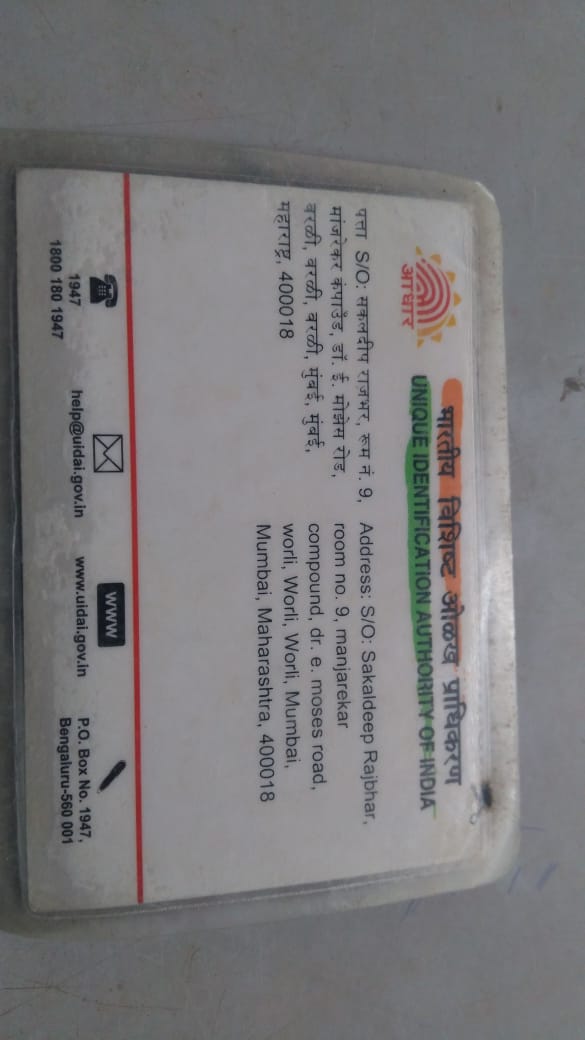 भारतीय विशिष्ट ओळख प्राधिकरण
UNIQUE IDENTIFICATION AUTHORITY OF INDIA
आधार
पत्ता S/O: सकलदीप राजभर, रूम नं. 9,
मांजरेकर कंपाउँड, डॉ. ई. मोझेस रोड,
वरळी, वरळी, वरळी, मुंबई, मुंबई,
महाराष्ट्र, 400018
Address: S/O: Sakaldeep Rajbhar,
room no. 9, manjarekar
compound, dr. e. moses road,
worli, Worli, Worli, Mumbai,
Mumbai, Maharashtra, 400018
1947
1800 180 1947
help@uidai.gov.in
www
www.uidai.gov.in
P.O. Box No. 1947,
Bengaluru-560 001